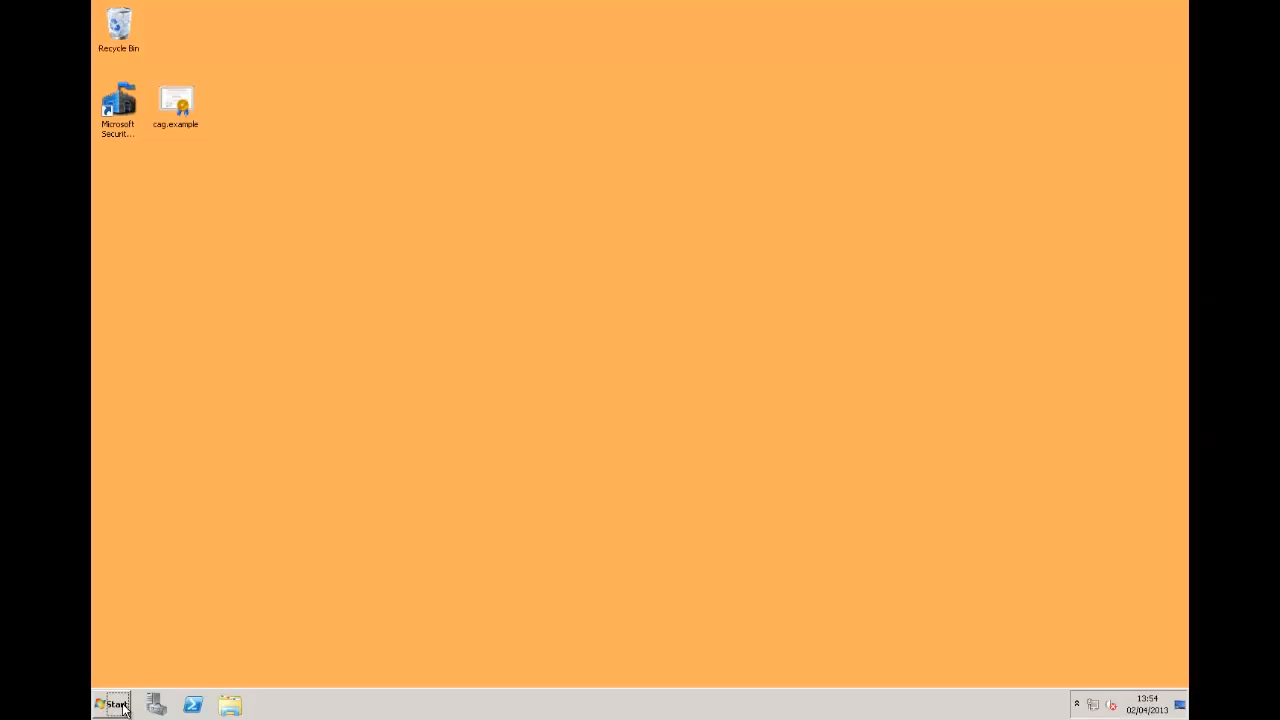 Recycle Bin
Microsoft
Securit...
cag.example
Start
13:54
02/04/2013